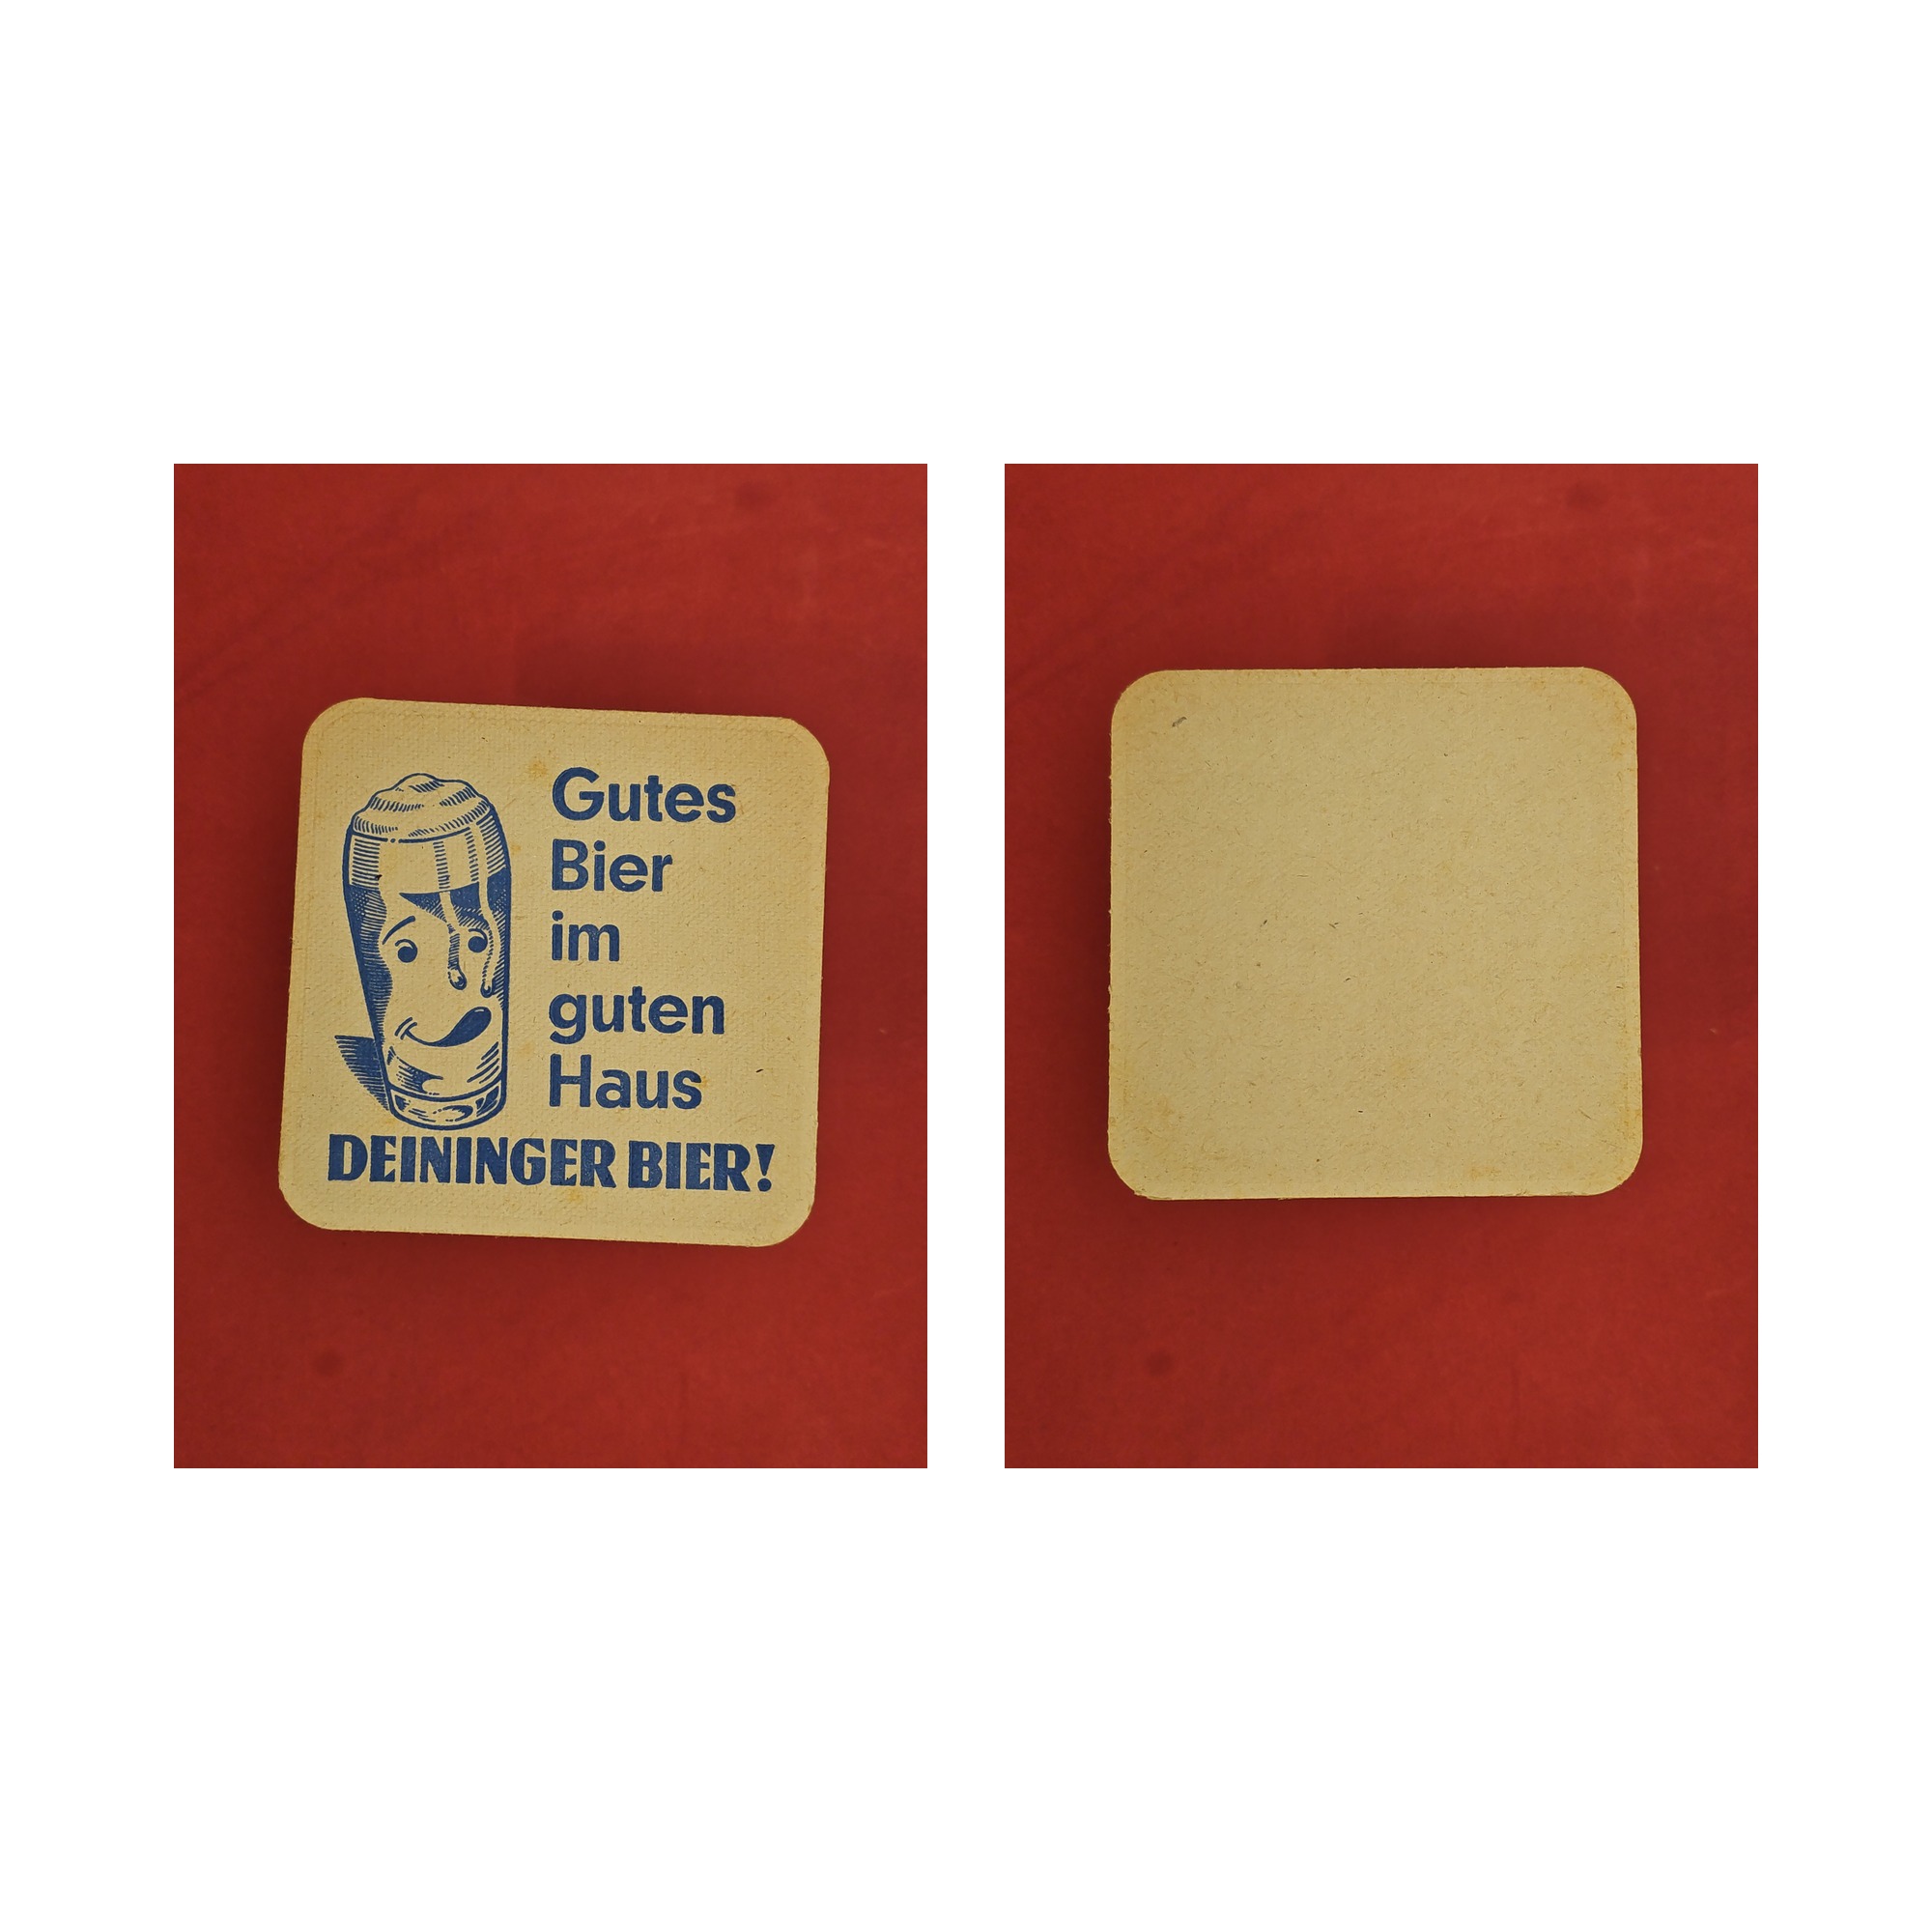 Gutes
Bier
im
guten
Haus
DEININGER BIER!